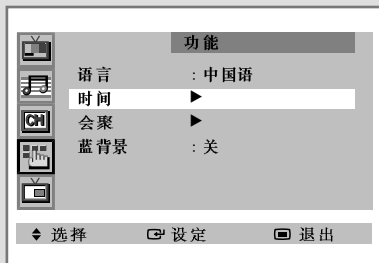 功能
语言 : 中国语
时间 ▶
CH 会聚 ▶
蓝背景 : 关
选择 设定 退出